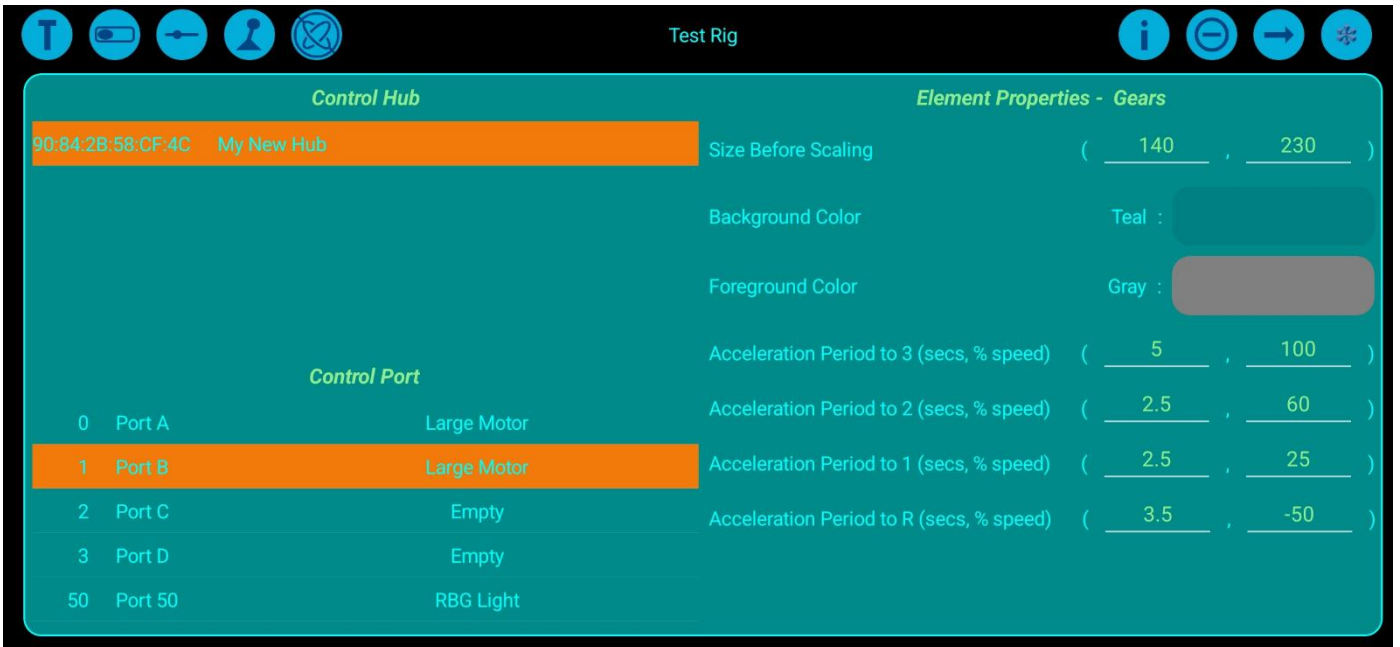 T
Test Rig
i
Control Hub
90:84:2B:58:CF:4C My New Hub
Control Port
0 Port A Large Motor
1 Port B Large Motor
2 Port C Empty
3 Port D Empty
50 Port 50 RBG Light
Element Properties - Gears
Size Before Scaling ( 140 , 230 )
Background Color Teal :
Foreground Color Gray :
Acceleration Period to 3 (secs, % speed) ( 5 , 100 )
Acceleration Period to 2 (secs, % speed) ( 2.5 , 60 )
Acceleration Period to 1 (secs, % speed) ( 2.5 , 25 )
Acceleration Period to R (secs, % speed) ( 3.5 , -50 )